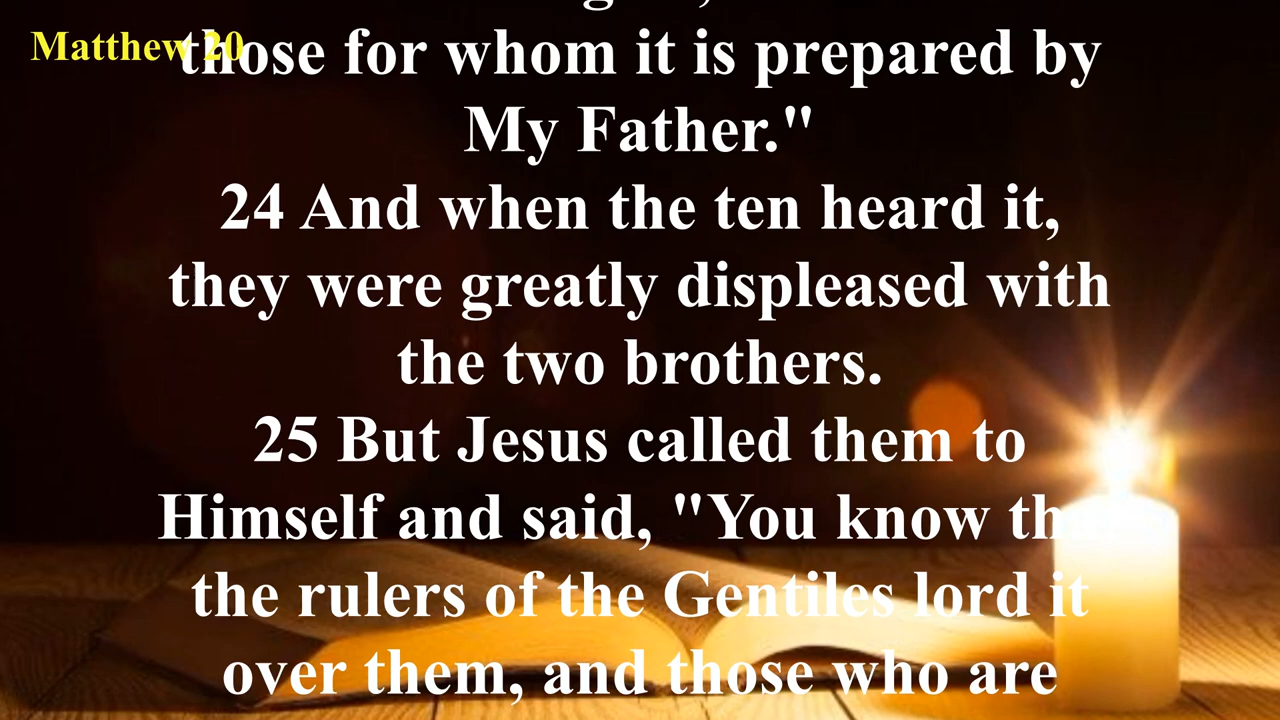 Matthew 20
those for whom it is prepared by
My Father."
24 And when the ten heard it,
they were greatly displeased with
the two brothers.
25 But Jesus called them to
Himself and said, "You know that
the rulers of the Gentiles lord it
over them, and those who are